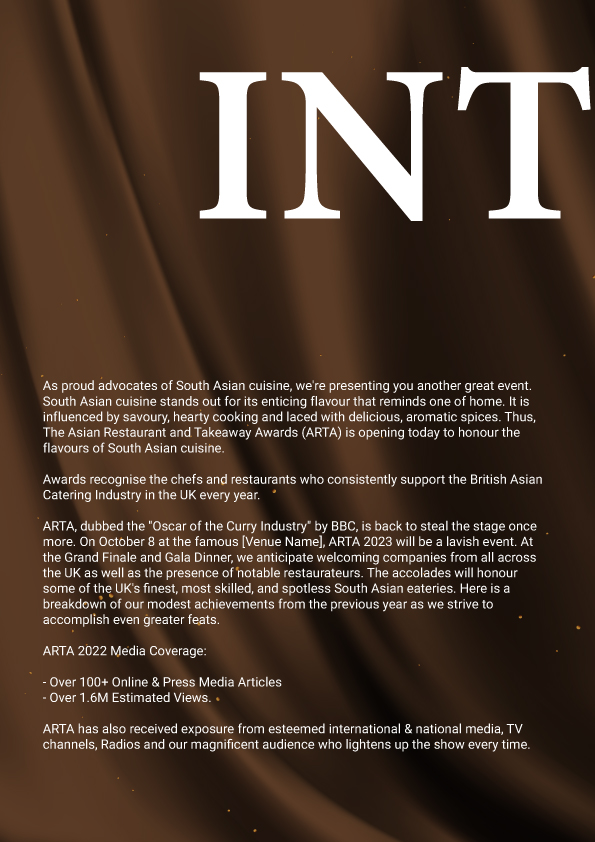 INT
As proud advocates of South Asian cuisine, we're presenting you another great event.
South Asian cuisine stands out for its enticing flavour that reminds one of home. It is
influenced by savoury, hearty cooking and laced with delicious, aromatic spices. Thus,
The Asian Restaurant and Takeaway Awards (ARTA) is opening today to honour the
flavours of South Asian cuisine.
Awards recognise the chefs and restaurants who consistently support the British Asian
Catering Industry in the UK every year.
ARTA, dubbed the "Oscar of the Curry Industry" by BBC, is back to steal the stage once
more. On October 8 at the famous [Venue Name], ARTA 2023 will be a lavish event. At
the Grand Finale and Gala Dinner, we anticipate welcoming companies from all across
the UK as well as the presence of notable restaurateurs. The accolades will honour
some of the UK's finest, most skilled, and spotless South Asian eateries. Here is a
breakdown of our modest achievements from the previous year as we strive to
accomplish even greater feats.
ARTA 2022 Media Coverage:
- Over 100+ Online & Press Media Articles
- Over 1.6M Estimated Views.
ARTA has also received exposure from esteemed international & national media, TV
channels, Radios and our magnificent audience who lightens up the show every time.